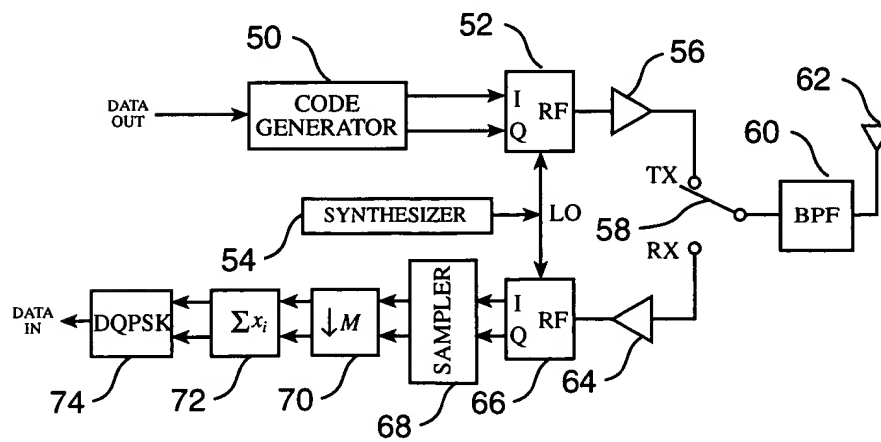 50
52
56
62
DATA
OUT
CODE
GENERATOR
I
Q
RF
60
TX
BPF
SYNTHESIZER
LO
58
54
RX
DATA
IN
DQPSK
∑ xᵢ
↓ M
SAMPLER
I
Q
RF
74
72
70
68
66
64